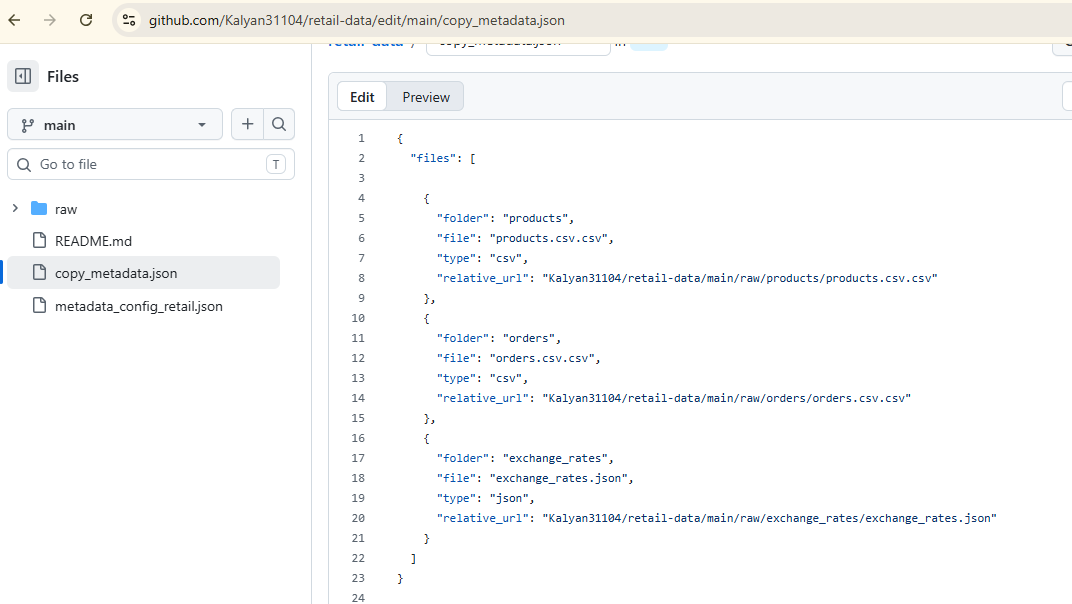 github.com/Kalyan31104/retail-data/edit/main/copy_metadata.json
Files
main
Go to file
T
raw
README.md
copy_metadata.json
metadata_config_retail.json
retail-data / copy_metadata.json in
Edit
Preview
1 {
2 "files": [
3
4 {
5 "folder": "products",
6 "file": "products.csv.csv",
7 "type": "csv",
8 "relative_url": "Kalyan31104/retail-data/main/raw/products/products.csv.csv"
9 },
10 {
11 "folder": "orders",
12 "file": "orders.csv.csv",
13 "type": "csv",
14 "relative_url": "Kalyan31104/retail-data/main/raw/orders/orders.csv.csv"
15 },
16 {
17 "folder": "exchange_rates",
18 "file": "exchange_rates.json",
19 "type": "json",
20 "relative_url": "Kalyan31104/retail-data/main/raw/exchange_rates/exchange_rates.json"
21 }
22 ]
23 }
24